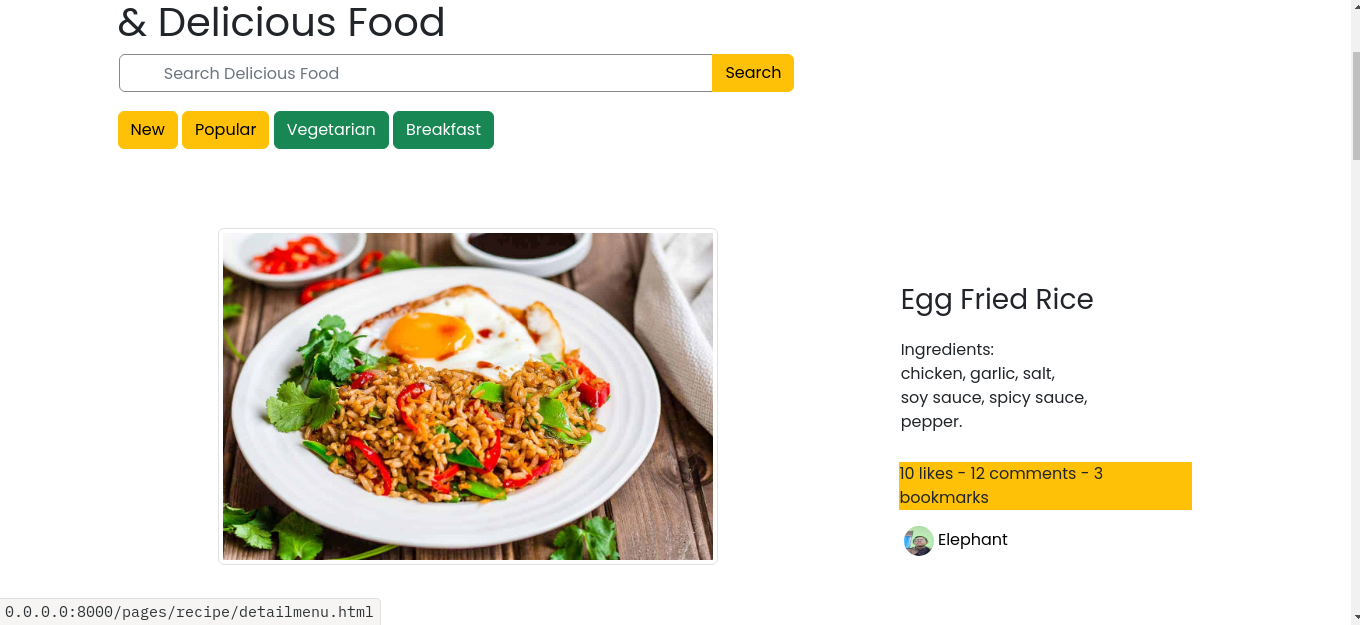 & Delicious Food
Search Delicious Food
Search
New
Popular
Vegetarian
Breakfast
Egg Fried Rice
Ingredients:
chicken, garlic, salt,
soy sauce, spicy sauce,
pepper.
10 likes - 12 comments - 3
bookmarks
Elephant
0.0.0.0:8000/pages/recipe/detailmenu.html